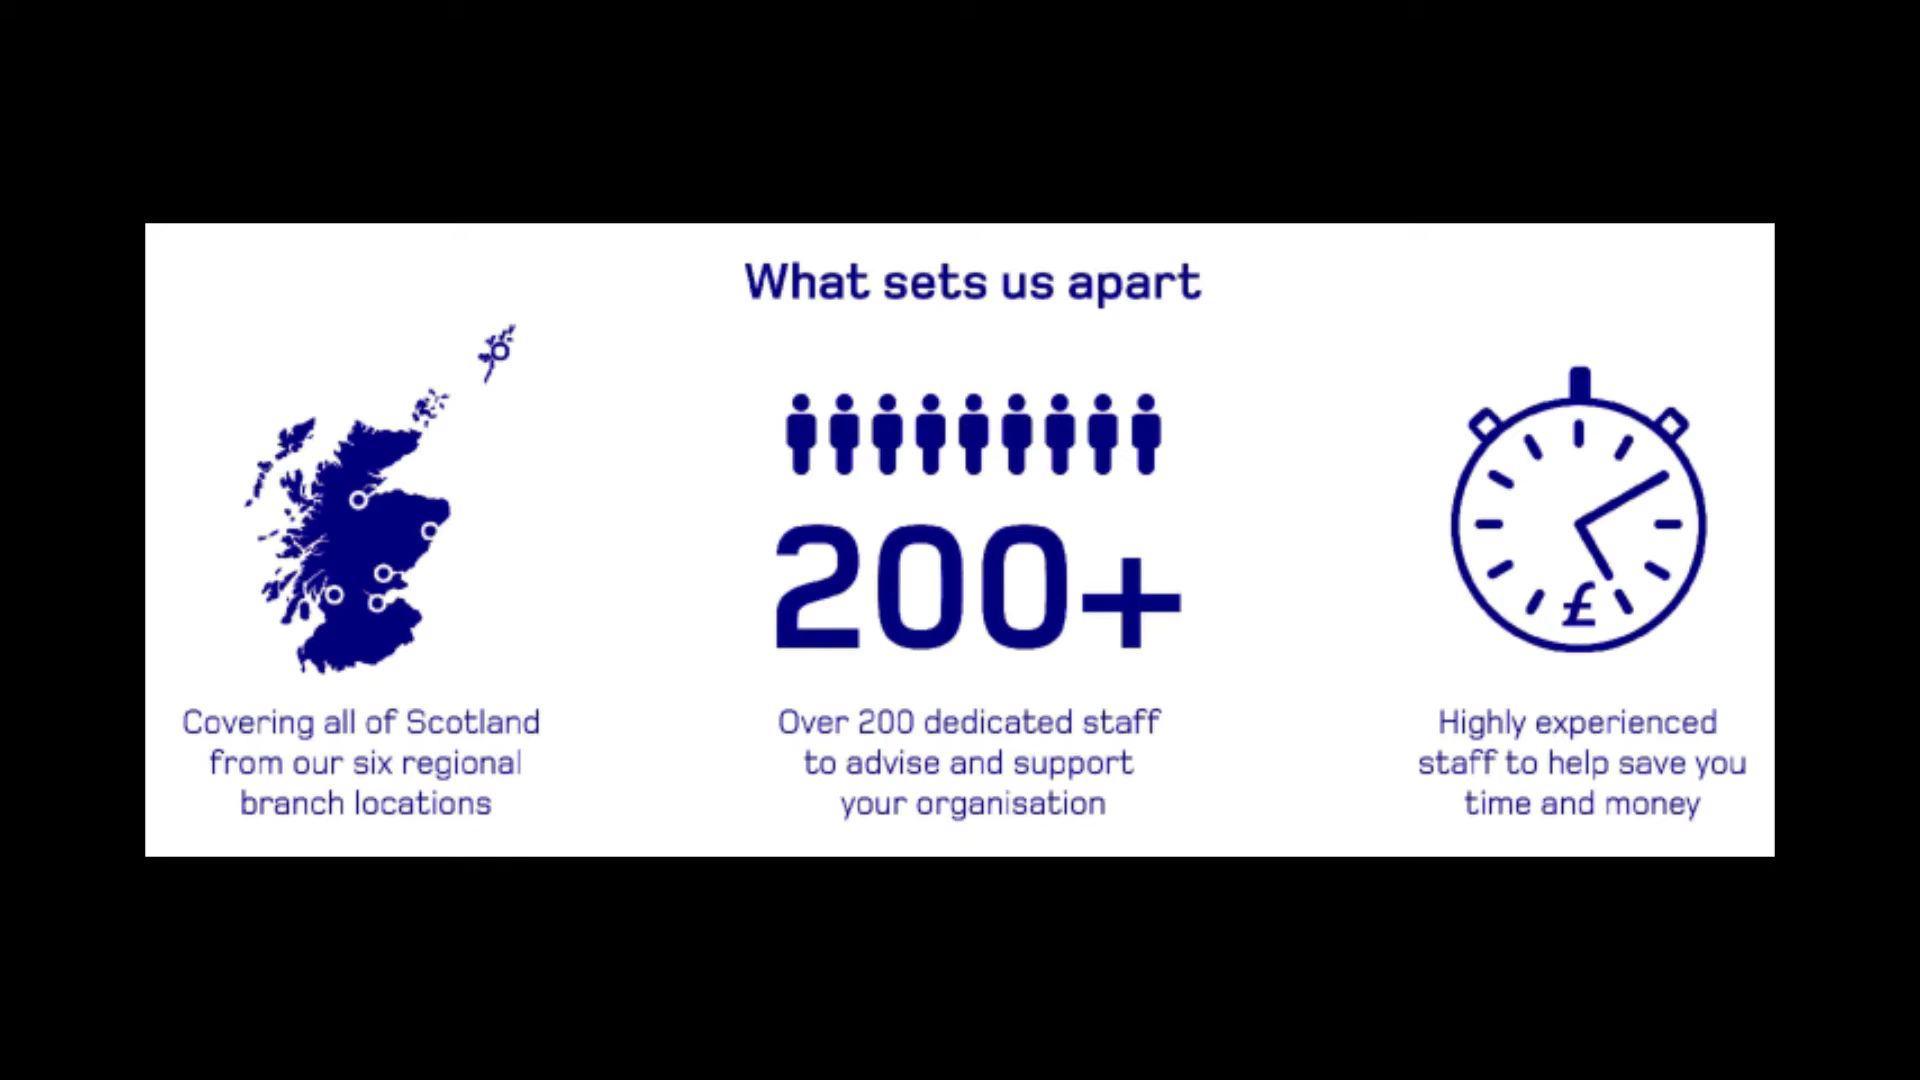 What sets us apart
200+
£
Covering all of Scotland
from our six regional
branch locations
Over 200 dedicated staff
to advise and support
your organisation
Highly experienced
staff to help save you
time and money